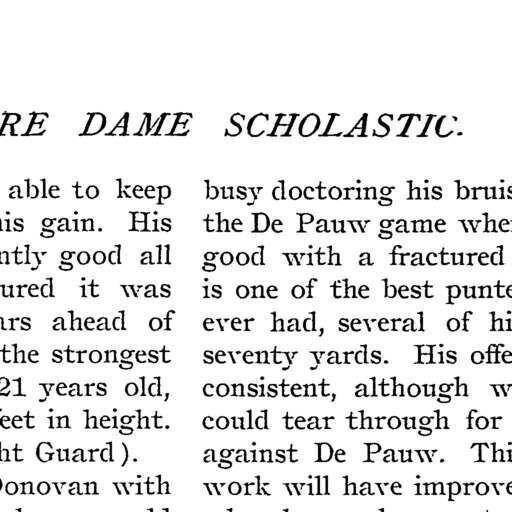 RE DAME SCHOLASTIC.
able to keep
his gain. His
ntly good all
ured it was
ars ahead of
the strongest
21 years old,
feet in height.
ht Guard).
Donovan with
busy doctoring his bruis
the De Pauw game whe
good with a fractured
is one of the best punte
ever had, several of hi
seventy yards. His offe
consistent, although w
could tear through for
against De Pauw. Thi
work will have improve